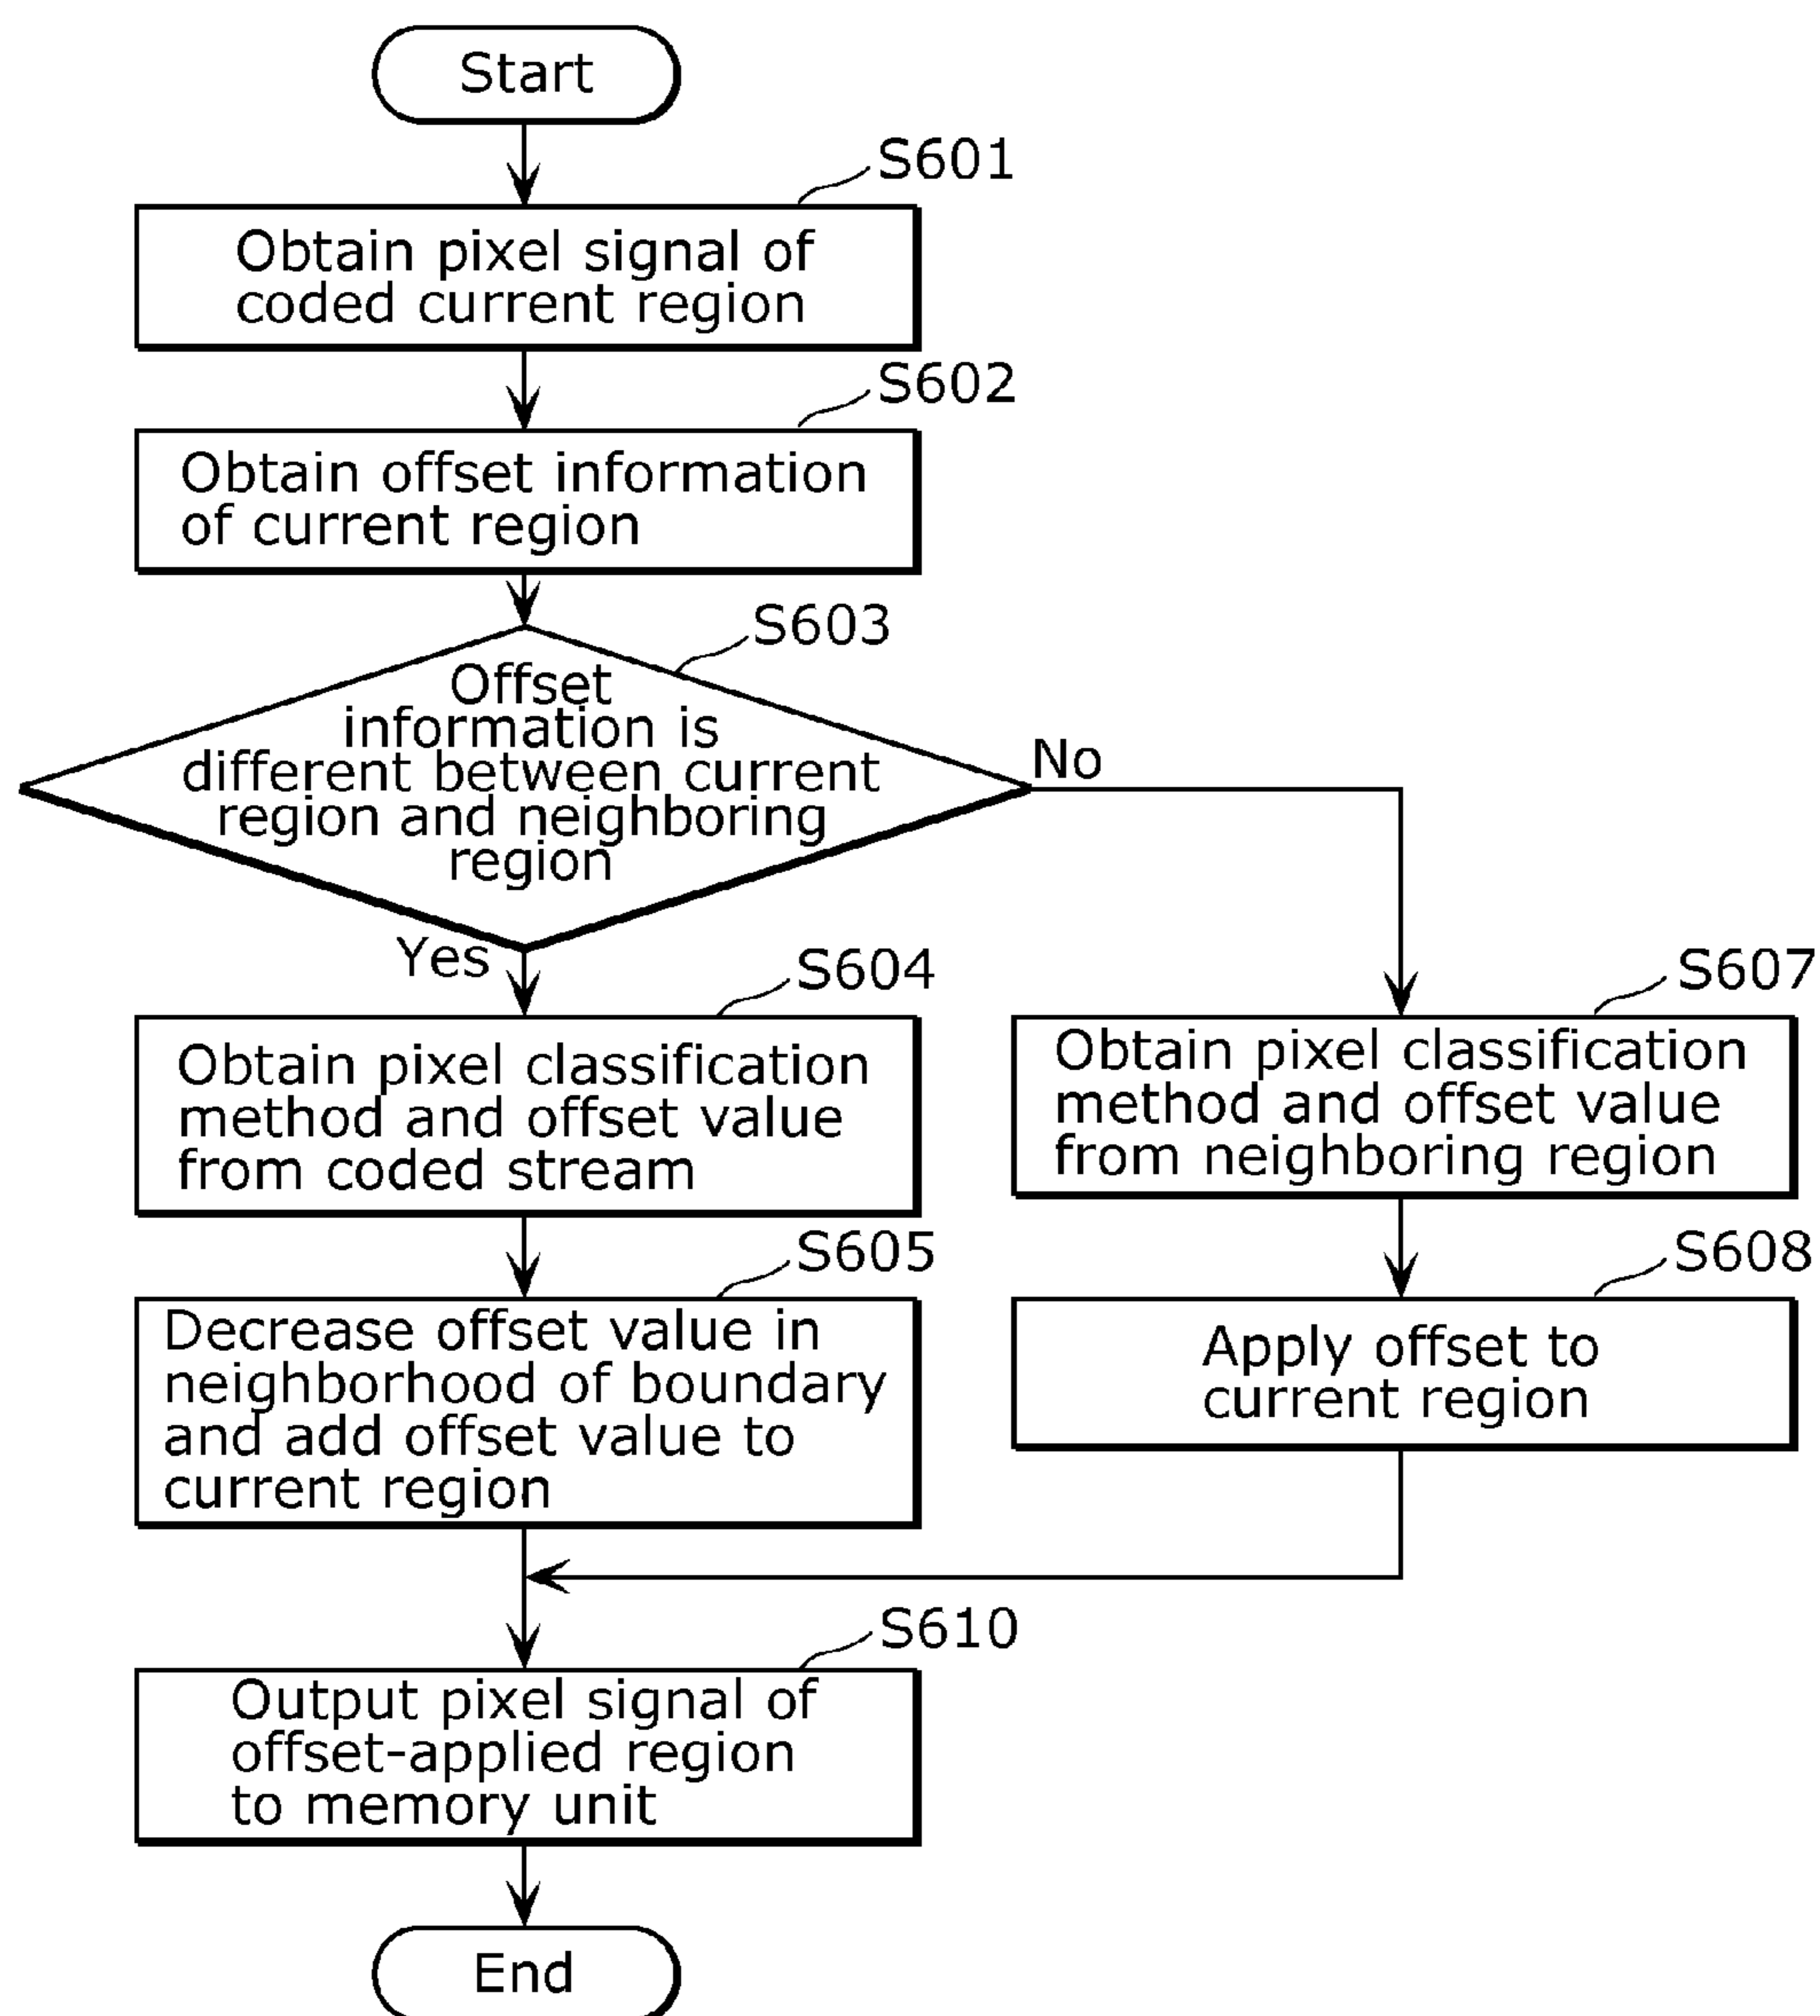 Start
S601
Obtain pixel signal of
coded current region
S602
Obtain offset information
of current region
S603
Offset
information is
different between current
region and neighboring
region
No
Yes
S604
Obtain pixel classification
method and offset value
from coded stream
S607
Obtain pixel classification
method and offset value
from neighboring region
S605
Decrease offset value in
neighborhood of boundary
and add offset value to
current region
S608
Apply offset to
current region
S610
Output pixel signal of
offset-applied region
to memory unit
End